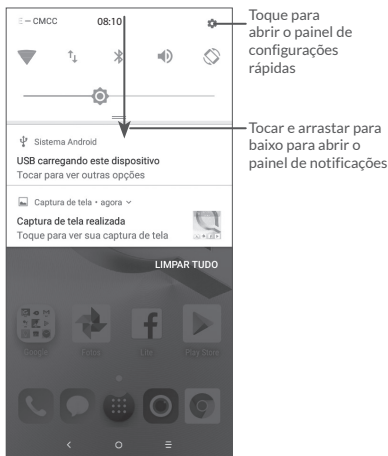 CMCC
08:10
Toque para
abrir o painel de
configurações
rápidas
Tocar e arrastar para
baixo para abrir o
painel de notificações
Sistema Android
USB carregando este dispositivo
Tocar para ver outras opções
Captura de tela • agora
Captura de tela realizada
Toque para ver sua captura de tela
LIMPAR TUDO
Google
Fotos
Lite
Play Store